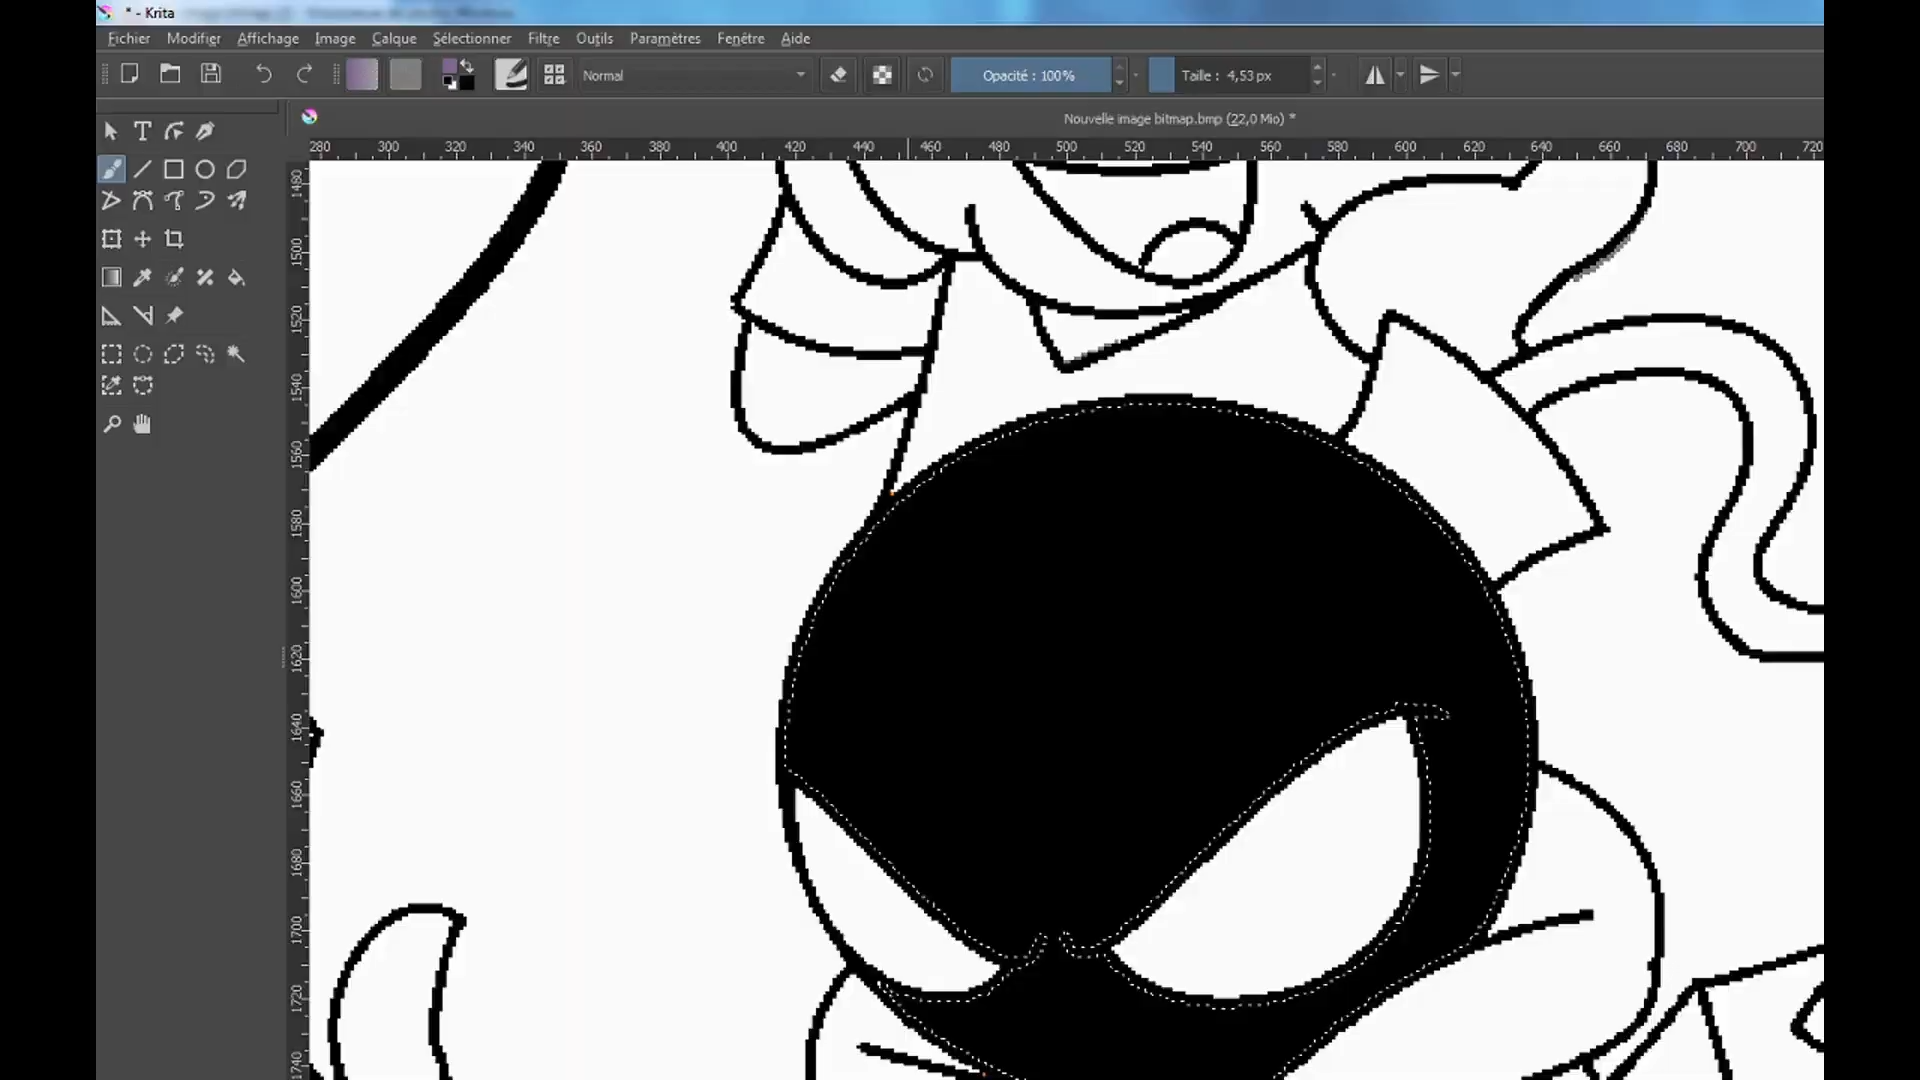 * - Krita
Fichier Modifier Affichage Image Calque Sélectionner Filtre Outils Paramètres Fenêtre Aide
Normal Opacité : 100% Taille : 4,53 px
Nouvelle image bitmap.bmp (22,0 Mio) *
280 300 320 340 360 380 400 420 440 460 480 500 520 540 560 580 600 620 640 660 680 700 720
1480
1500
1520
1540
1560
1580
1600
1620
1640
1660
1680
1700
1720
1740